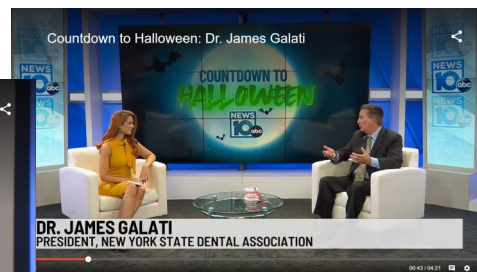 Countdown to Halloween: Dr. James Galati
NEWS
10
abc
COUNTDOWN TO
HALLOWEEN
NEWS
10
abc
NEWS
10
abc
DR. JAMES GALATI
PRESIDENT, NEW YORK STATE DENTAL ASSOCIATION
00:43 / 04:21